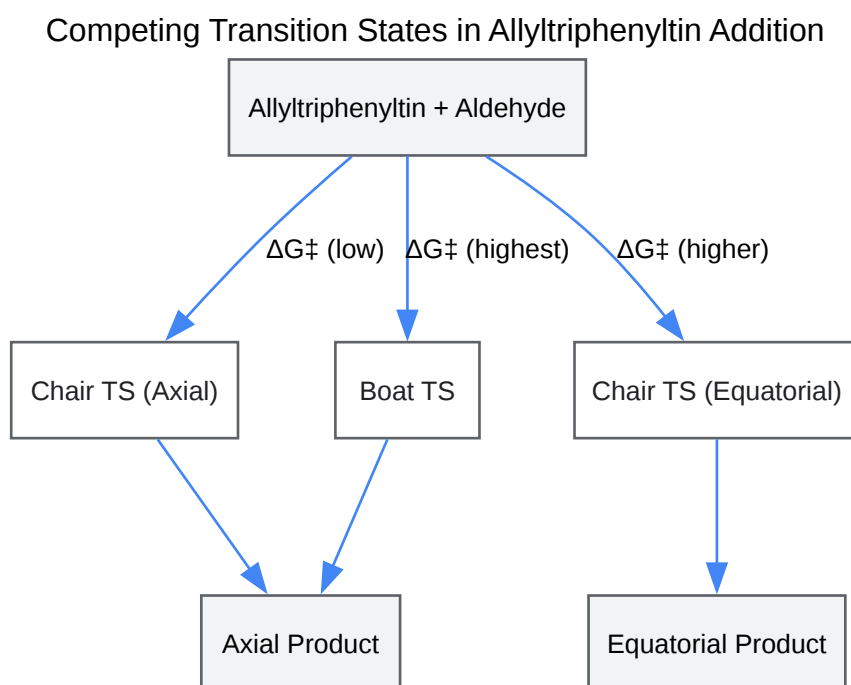 Competing Transition States in Allyltriphenyltin Addition
Allyltriphenyltin + Aldehyde
ΔG‡ (low)
ΔG‡ (highest)
ΔG‡ (higher)
Chair TS (Axial)
Boat TS
Chair TS (Equatorial)
Axial Product
Equatorial Product